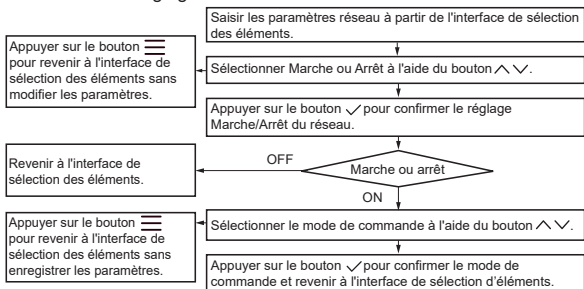 Saisir les paramètres réseau à partir de l'interface de sélection
des éléments.
Appuyer sur le bouton
pour revenir à l'interface de
sélection des éléments sans
modifier les paramètres.
Sélectionner Marche ou Arrêt à l'aide du bouton
Appuyer sur le bouton pour confirmer le réglage
Marche/Arrêt du réseau.
Revenir à l'interface de
sélection des éléments.
OFF
Marche ou arrêt
ON
Appuyer sur le bouton
pour revenir à l'interface de
sélection des éléments sans
enregistrer les paramètres.
Sélectionner le mode de commande à l'aide du bouton
Appuyer sur le bouton pour confirmer le mode de
commande et revenir à l'interface de sélection d'éléments.